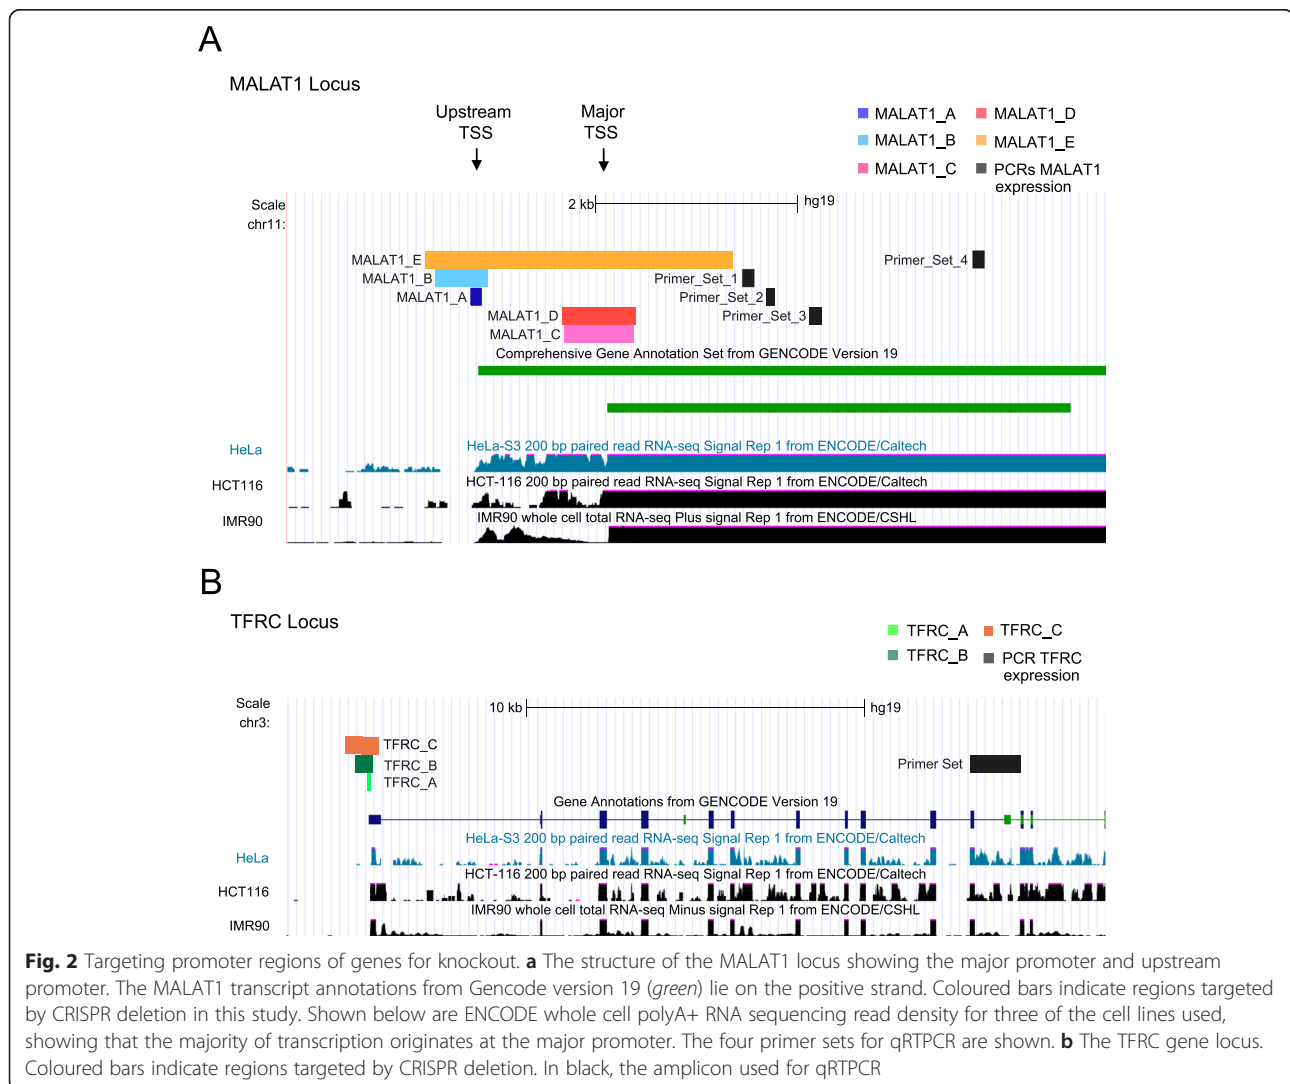 A
MALAT1 Locus
Upstream TSS
Major TSS
MALAT1_A
MALAT1_B
MALAT1_C
MALAT1_D
MALAT1_E
PCRs MALAT1 expression
Scale
chr11:
2 kb
hg19
MALAT1_E
MALAT1_B
MALAT1_A
MALAT1_D
MALAT1_C
Primer_Set_1
Primer_Set_2
Primer_Set_3
Primer_Set_4
Comprehensive Gene Annotation Set from GENCODE Version 19
HeLa
HeLa-S3 200 bp paired read RNA-seq Signal Rep 1 from ENCODE/Caltech
HCT116
HCT-116 200 bp paired read RNA-seq Signal Rep 1 from ENCODE/Caltech
IMR90
IMR90 whole cell total RNA-seq Plus signal Rep 1 from ENCODE/CSHL
B
TFRC Locus
TFRC_A
TFRC_B
TFRC_C
PCR TFRC expression
Scale
chr3:
10 kb
hg19
TFRC_C
TFRC_B
TFRC_A
Primer Set
Gene Annotations from GENCODE Version 19
HeLa
HeLa-S3 200 bp paired read RNA-seq Signal Rep 1 from ENCODE/Caltech
HCT116
HCT-116 200 bp paired read RNA-seq Signal Rep 1 from ENCODE/Caltech
IMR90
IMR90 whole cell total RNA-seq Minus signal Rep 1 from ENCODE/CSHL
Fig. 2 Targeting promoter regions of genes for knockout. a The structure of the MALAT1 locus showing the major promoter and upstream
promoter. The MALAT1 transcript annotations from Gencode version 19 (green) lie on the positive strand. Coloured bars indicate regions targeted
by CRISPR deletion in this study. Shown below are ENCODE whole cell polyA+ RNA sequencing read density for three of the cell lines used,
showing that the majority of transcription originates at the major promoter. The four primer sets for qRTPCR are shown. b The TFRC gene locus.
Coloured bars indicate regions targeted by CRISPR deletion. In black, the amplicon used for qRTPCR